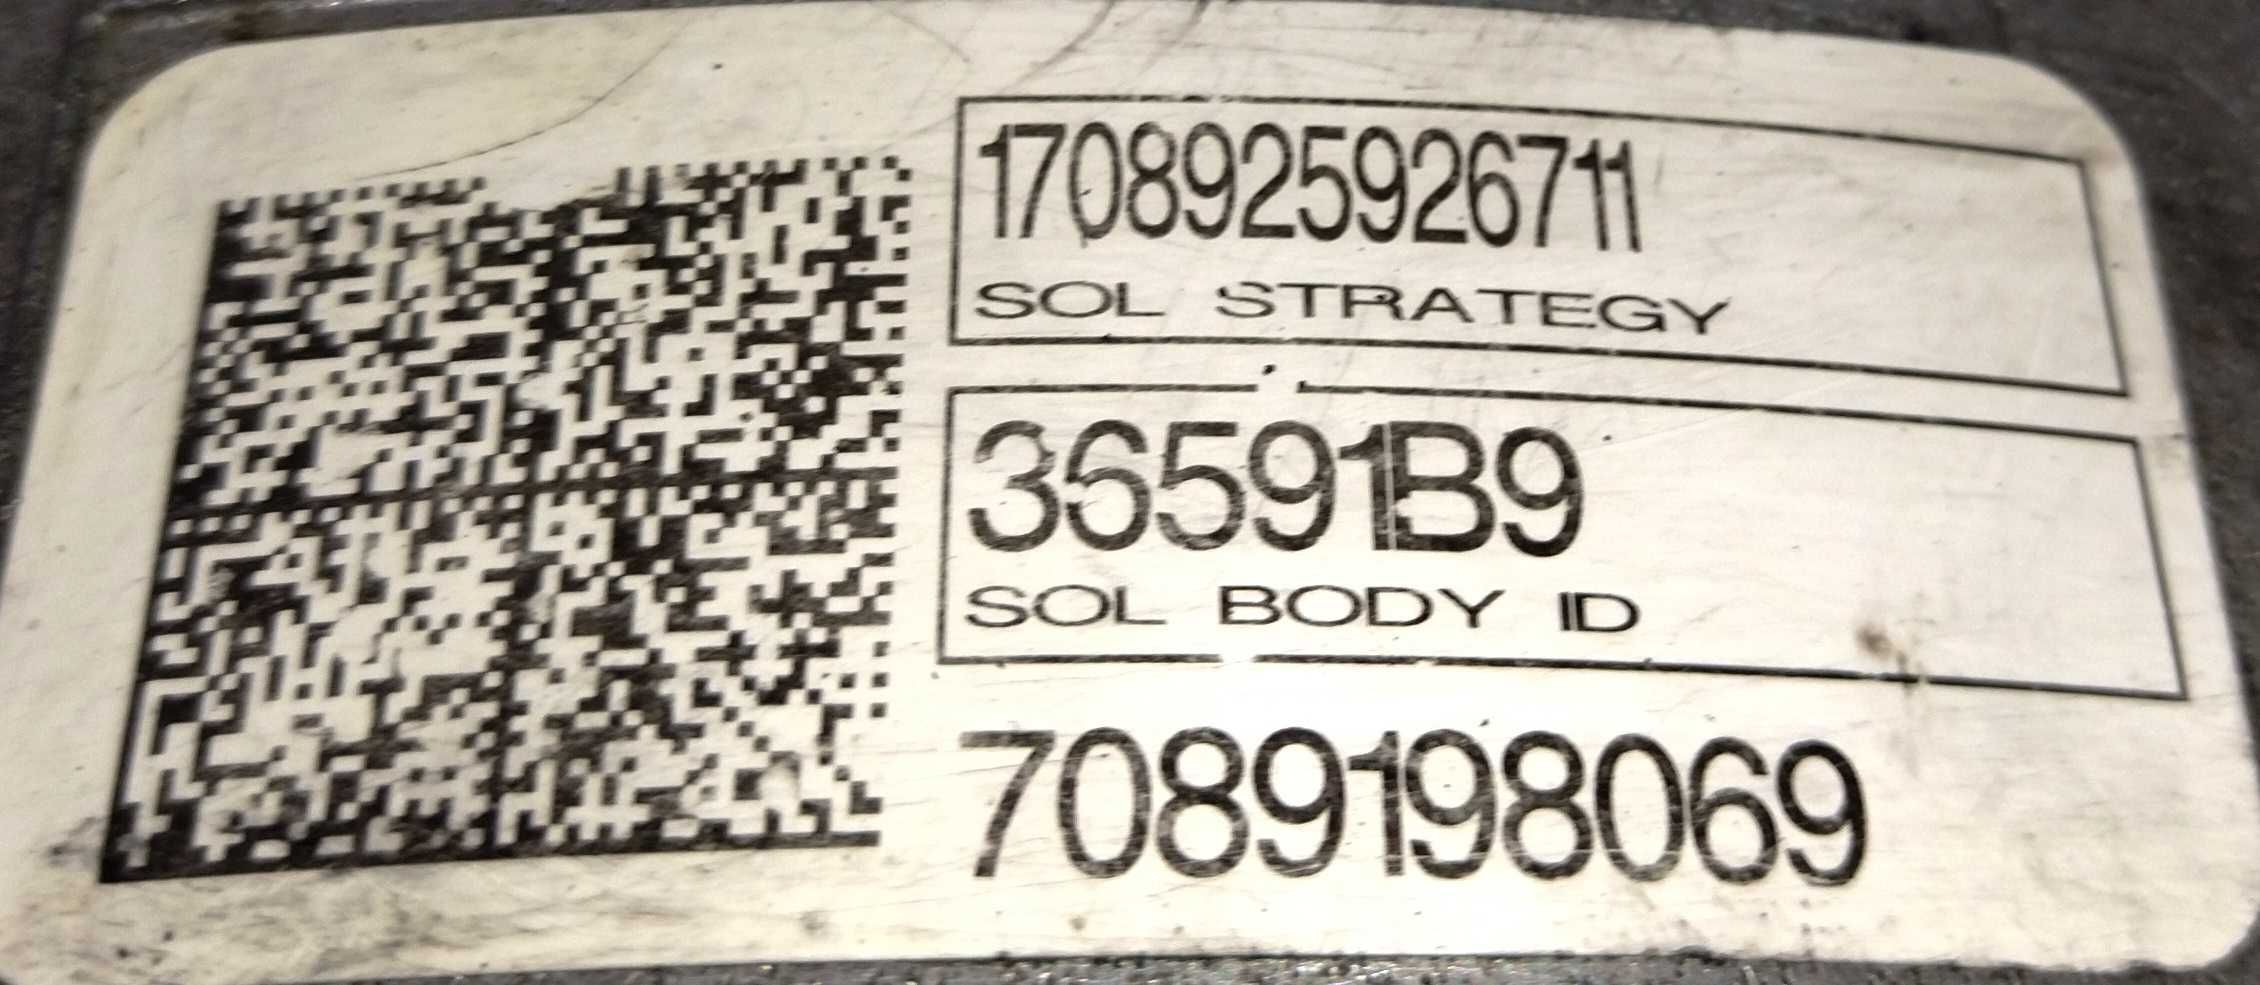 1708925926711
SOL STRATEGY
36591B9
SOL BODY ID
7089198069